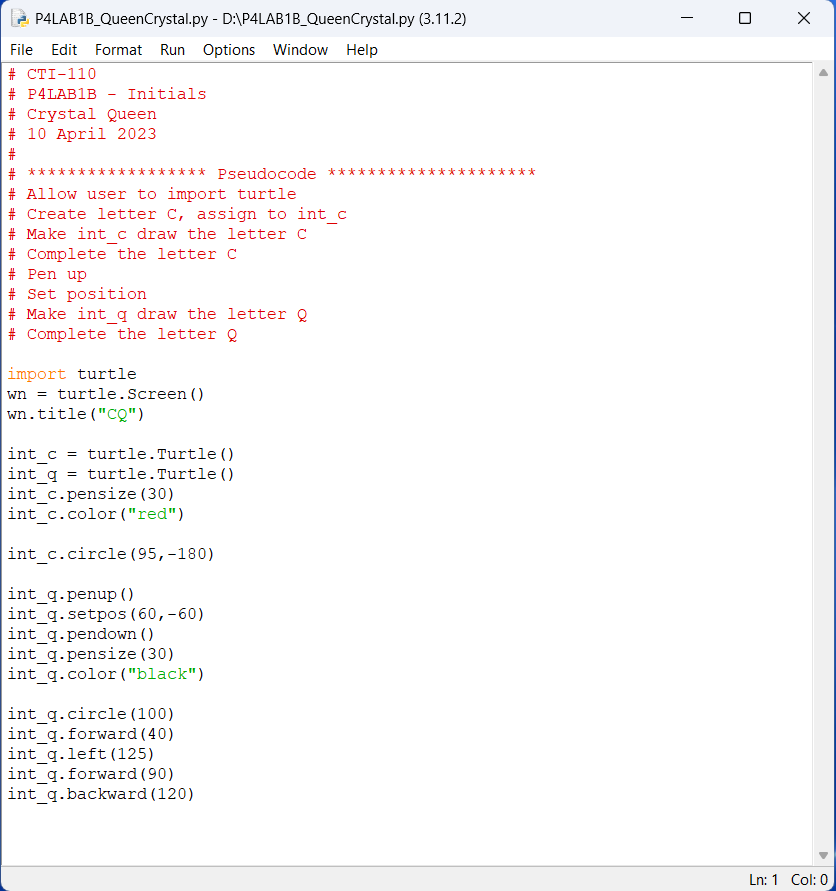 P4LAB1B_QueenCrystal.py - D:\P4LAB1B_QueenCrystal.py (3.11.2)
File Edit Format Run Options Window Help
# CTI-110
# P4LAB1B - Initials
# Crystal Queen
# 10 April 2023
#
# ****************** Pseudocode *********************
# Allow user to import turtle
# Create letter C, assign to int_c
# Make int_c draw the letter C
# Complete the letter C
# Pen up
# Set position
# Make int_q draw the letter Q
# Complete the letter Q
import turtle
wn = turtle.Screen()
wn.title("CQ")
int_c = turtle.Turtle()
int_q = turtle.Turtle()
int_c.pensize(30)
int_c.color("red")
int_c.circle(95,-180)
int_q.penup()
int_q.setpos(60,-60)
int_q.pendown()
int_q.pensize(30)
int_q.color("black")
int_q.circle(100)
int_q.forward(40)
int_q.left(125)
int_q.forward(90)
int_q.backward(120)
Ln: 1 Col: 0